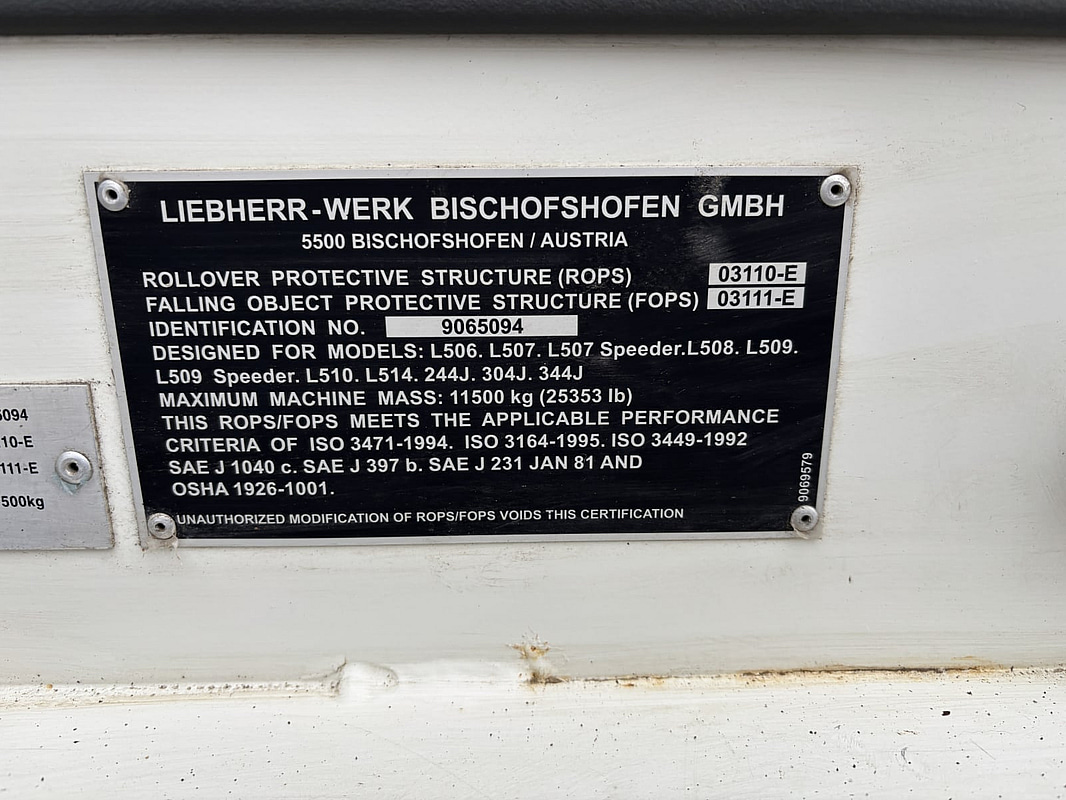 LIEBHERR-WERK BISCHOFSHOFEN GMBH
5500 BISCHOFSHOFEN / AUSTRIA
ROLLOVER PROTECTIVE STRUCTURE (ROPS) 03110-E
FALLING OBJECT PROTECTIVE STRUCTURE (FOPS) 03111-E
IDENTIFICATION NO. 9065094
DESIGNED FOR MODELS: L506. L507. L507 Speeder.L508. L509.
L509 Speeder. L510. L514. 244J. 304J. 344J
MAXIMUM MACHINE MASS: 11500 kg (25353 lb)
THIS ROPS/FOPS MEETS THE APPLICABLE PERFORMANCE
CRITERIA OF ISO 3471-1994. ISO 3164-1995. ISO 3449-1992
SAE J 1040 c. SAE J 397 b. SAE J 231 JAN 81 AND
OSHA 1926-1001.
UNAUTHORIZED MODIFICATION OF ROPS/FOPS VOIDS THIS CERTIFICATION
9069579
5094
10-E
111-E
500kg